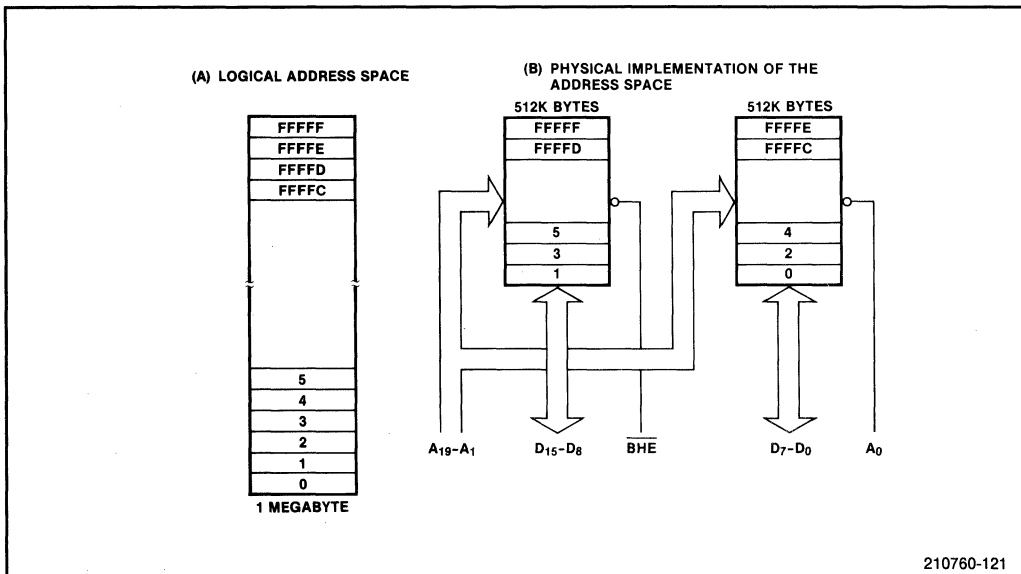 (A) LOGICAL ADDRESS SPACE
FFFFF
FFFFE
FFFFD
FFFFC
5
4
3
2
1
0
1 MEGABYTE
(B) PHYSICAL IMPLEMENTATION OF THE
ADDRESS SPACE
512K BYTES
FFFFF
FFFFD
5
3
1
512K BYTES
FFFFE
FFFFC
4
2
0
A19-A1
D15-D8
BHE
D7-D0
A0
210760-121